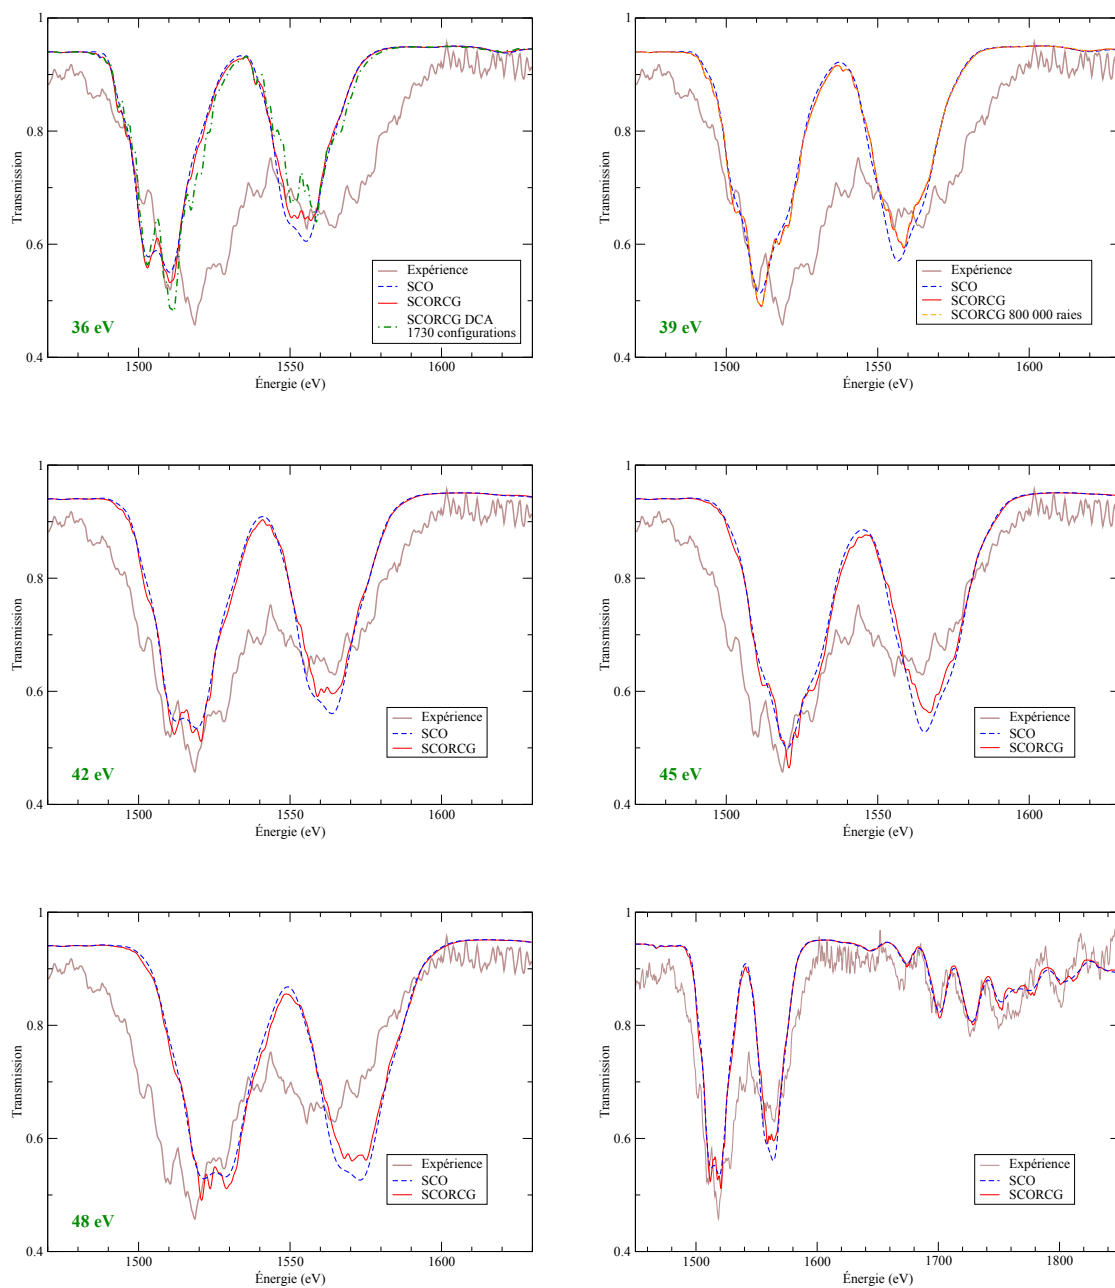 1
0.8
0.6
0.4
Transmission
1500
1550
1600
Énergie (eV)
36 eV
Expérience
SCO
SCORCG
SCORCG DCA
1730 configurations
1
0.8
0.6
0.4
Transmission
1500
1550
1600
Énergie (eV)
39 eV
Expérience
SCO
SCORCG
SCORCG 800 000 raies
1
0.8
0.6
0.4
Transmission
1500
1550
1600
Énergie (eV)
42 eV
Expérience
SCO
SCORCG
1
0.8
0.6
0.4
Transmission
1500
1550
1600
Énergie (eV)
45 eV
Expérience
SCO
SCORCG
1
0.8
0.6
0.4
Transmission
1500
1550
1600
Énergie (eV)
48 eV
Expérience
SCO
SCORCG
1
0.8
0.6
0.4
Transmission
1500
1600
1700
1800
Énergie (eV)
Expérience
SCO
SCORCG